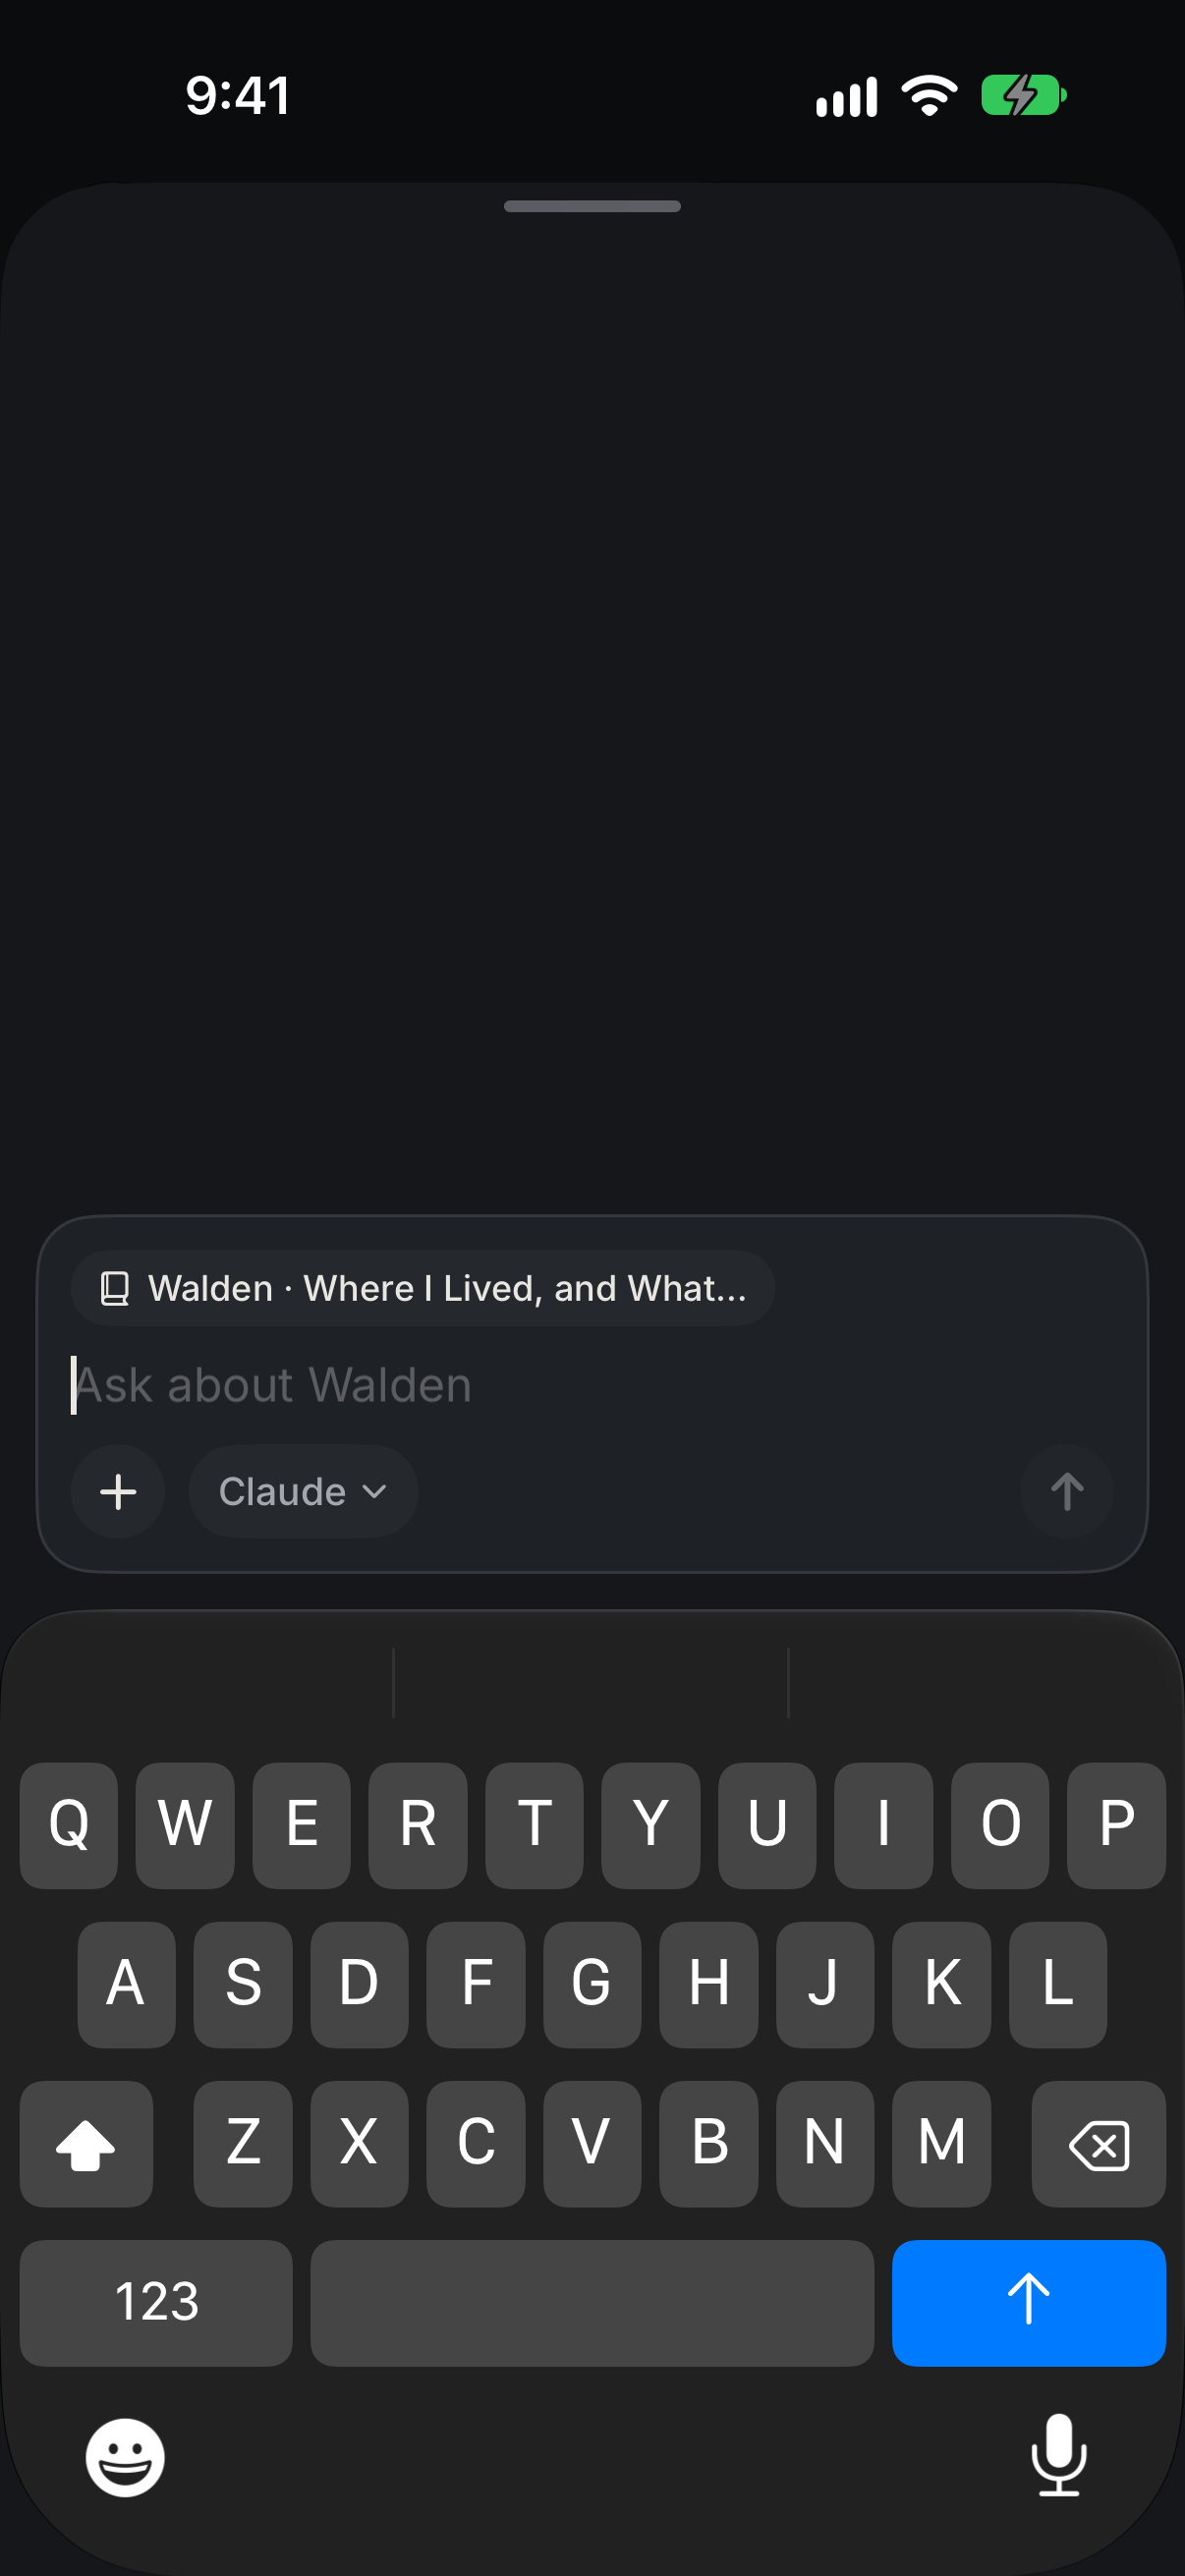 9:41
Walden · Where I Lived, and What...
Ask about Walden
Claude
Q W E R T Y U I O P
A S D F G H J K L
Z X C V B N M
123